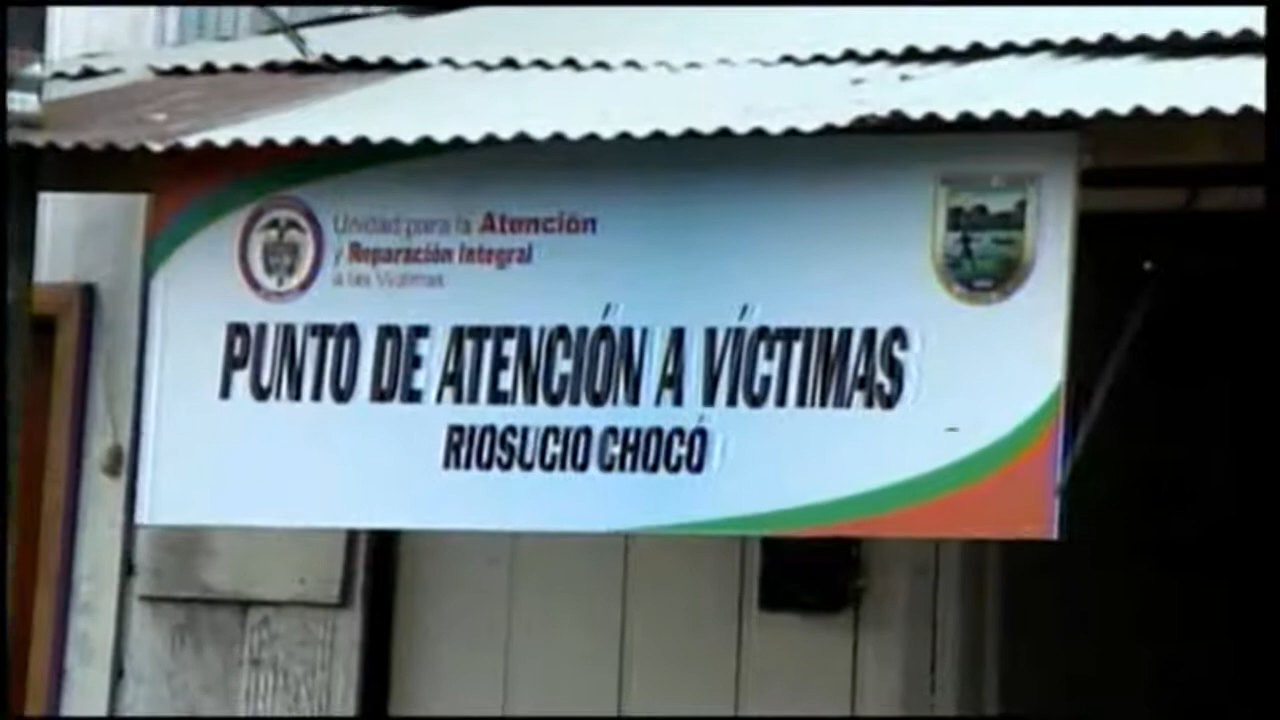 Unidad para la Atención
y Reparación Integral
a las Víctimas
PUNTO DE ATENCIÓN A VÍCTIMAS
RIOSUCIO CHOCÓ